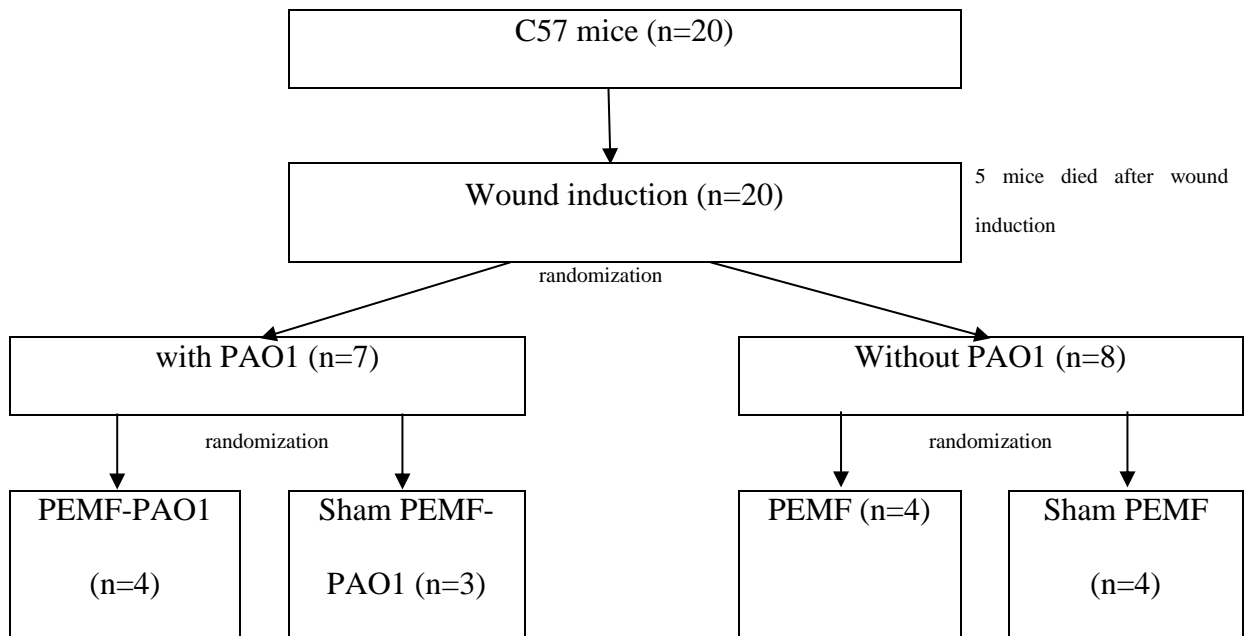 C57 mice (n=20)
Wound induction (n=20)
5 mice died after wound
induction
randomization
with PAO1 (n=7)
Without PAO1 (n=8)
randomization
randomization
PEMF-PAO1
(n=4)
Sham PEMF-
PAO1 (n=3)
PEMF (n=4)
Sham PEMF
(n=4)